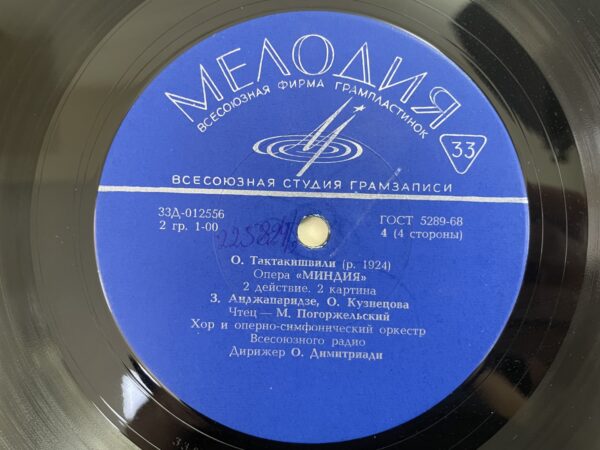 МЕЛОДИЯ
ВСЕСОЮЗНАЯ ФИРМА ГРАМПЛАСТИНОК
33
ВСЕСОЮЗНАЯ СТУДИЯ ГРАМЗАПИСИ
33Д-012556 ГОСТ 5289-68
2 гр. 1-00 4 (4 стороны)
О. Тактакишвили (р. 1924)
Опера «МИНДИЯ»
2 действие. 2 картина
З. Анджапаридзе, О. Кузнецова
Чтец — М. Погоржельский
Хор и оперно-симфонический оркестр
Всесоюзного радио
Дирижер О. Димитриади